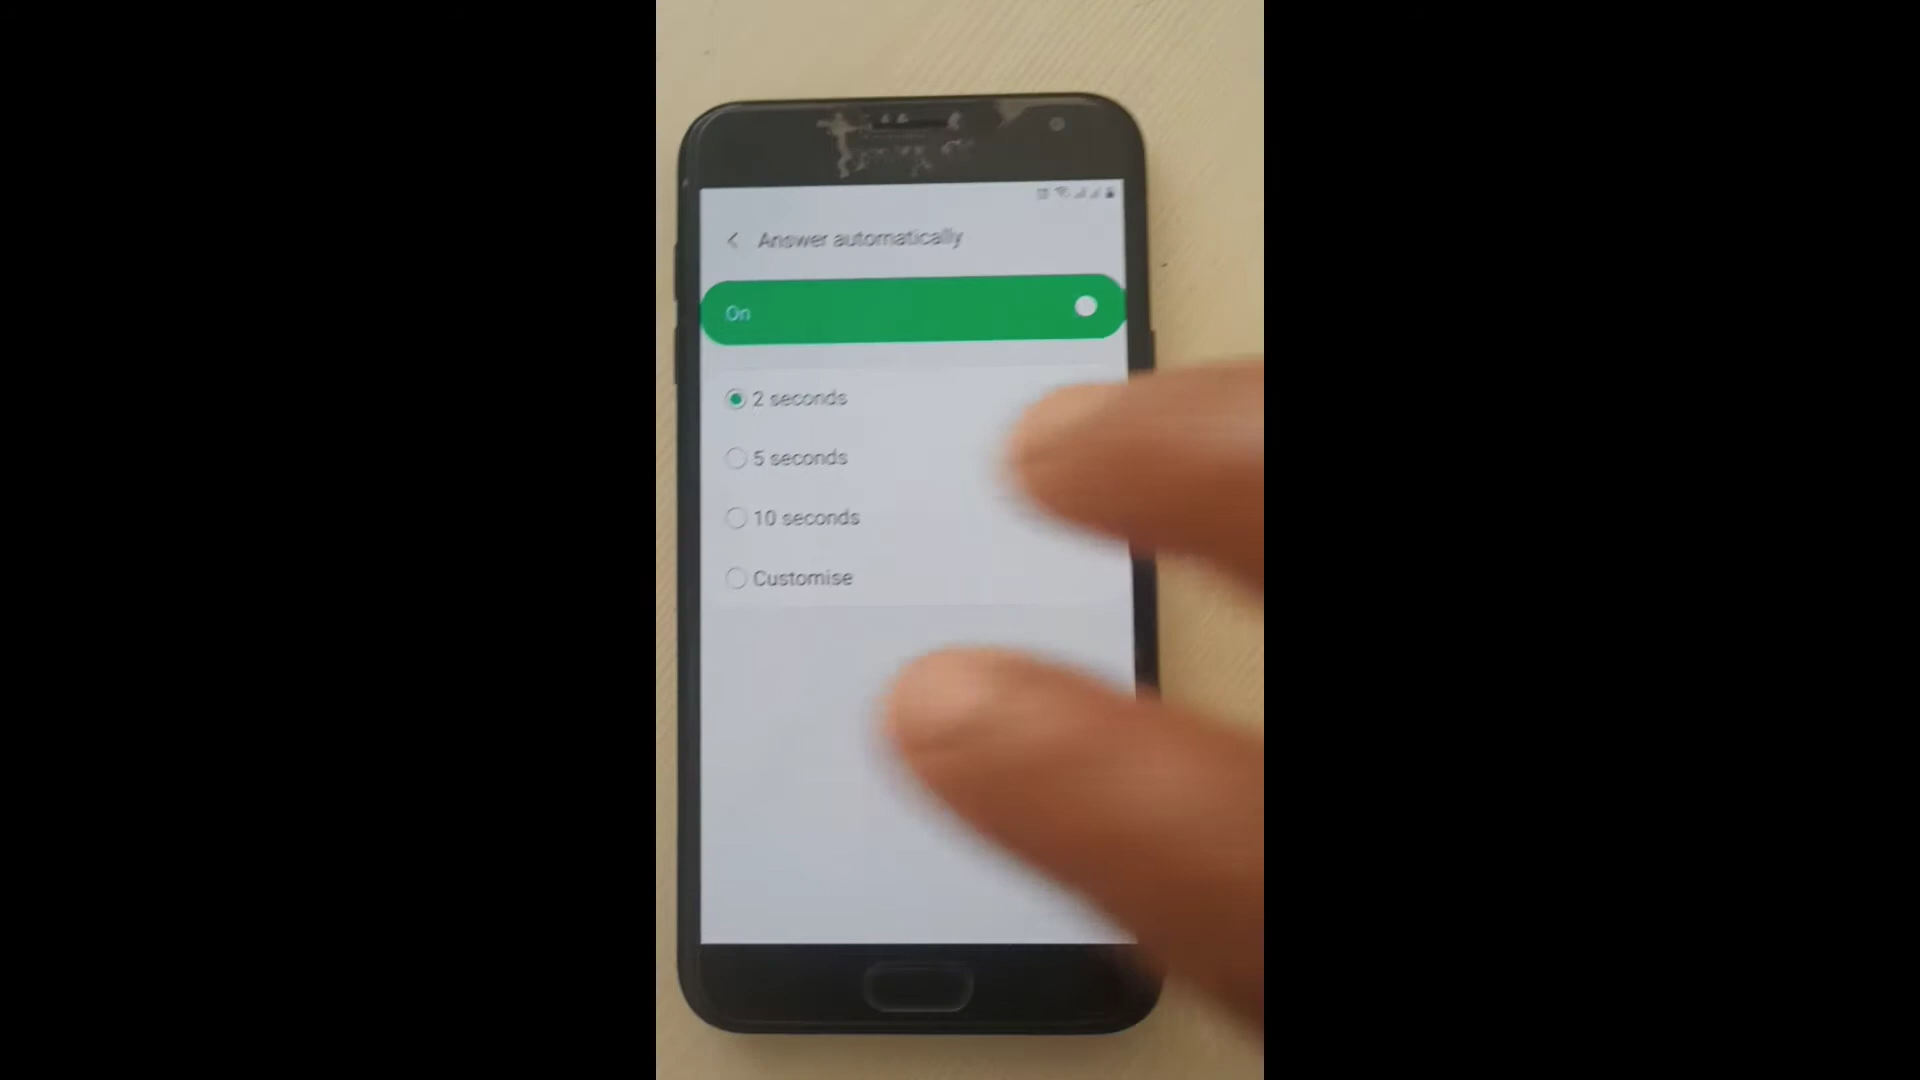 Answer automatically
On
2 seconds
5 seconds
10 seconds
Customise